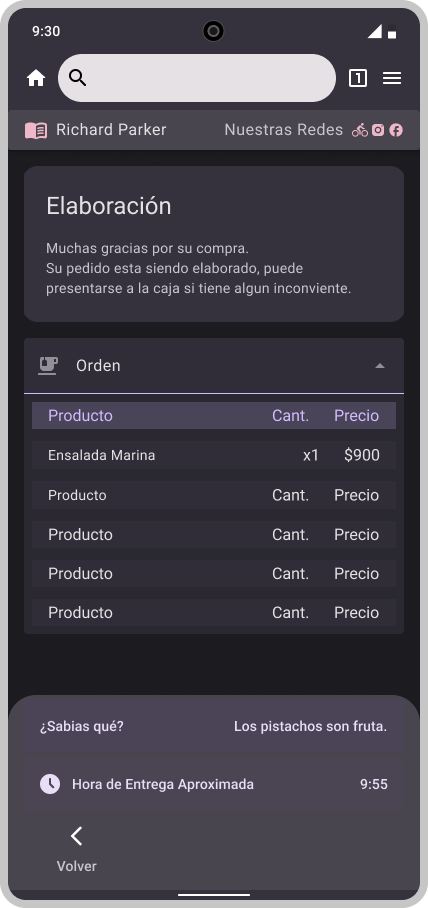 9:30
1
Richard Parker Nuestras Redes
Elaboración
Muchas gracias por su compra.
Su pedido esta siendo elaborado, puede
presentarse a la caja si tiene algun inconviente.
Orden
Producto Cant. Precio
Ensalada Marina x1 $900
Producto Cant. Precio
Producto Cant. Precio
Producto Cant. Precio
Producto Cant. Precio
¿Sabias qué? Los pistachos son fruta.
Hora de Entrega Aproximada 9:55
Volver